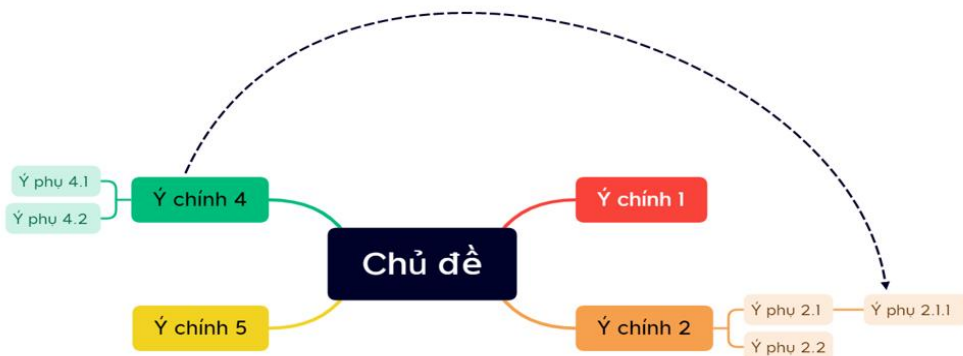 Ý phụ 4.1
Ý phụ 4.2
Ý chính 4
Ý chính 1
Chủ đề
Ý chính 5
Ý chính 2
Ý phụ 2.1
Ý phụ 2.1.1
Ý phụ 2.2